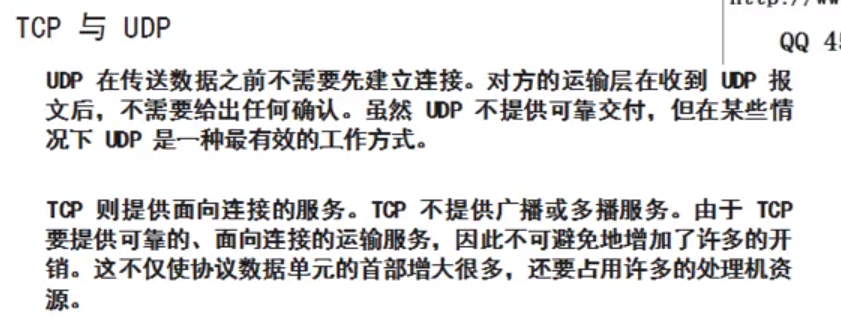 TCP 与 UDP
QQ 4
UDP 在传送数据之前不需要先建立连接。对方的运输层在收到 UDP 报
文后，不需要给出任何确认。虽然 UDP 不提供可靠交付，但在某些情
况下 UDP 是一种最有效的工作方式。
TCP 则提供面向连接的服务。TCP 不提供广播或多播服务。由于 TCP
要提供可靠的、面向连接的运输服务，因此不可避免地增加了许多的开
销。这不仅使协议数据单元的首部增大很多，还要占用许多的处理机资
源。